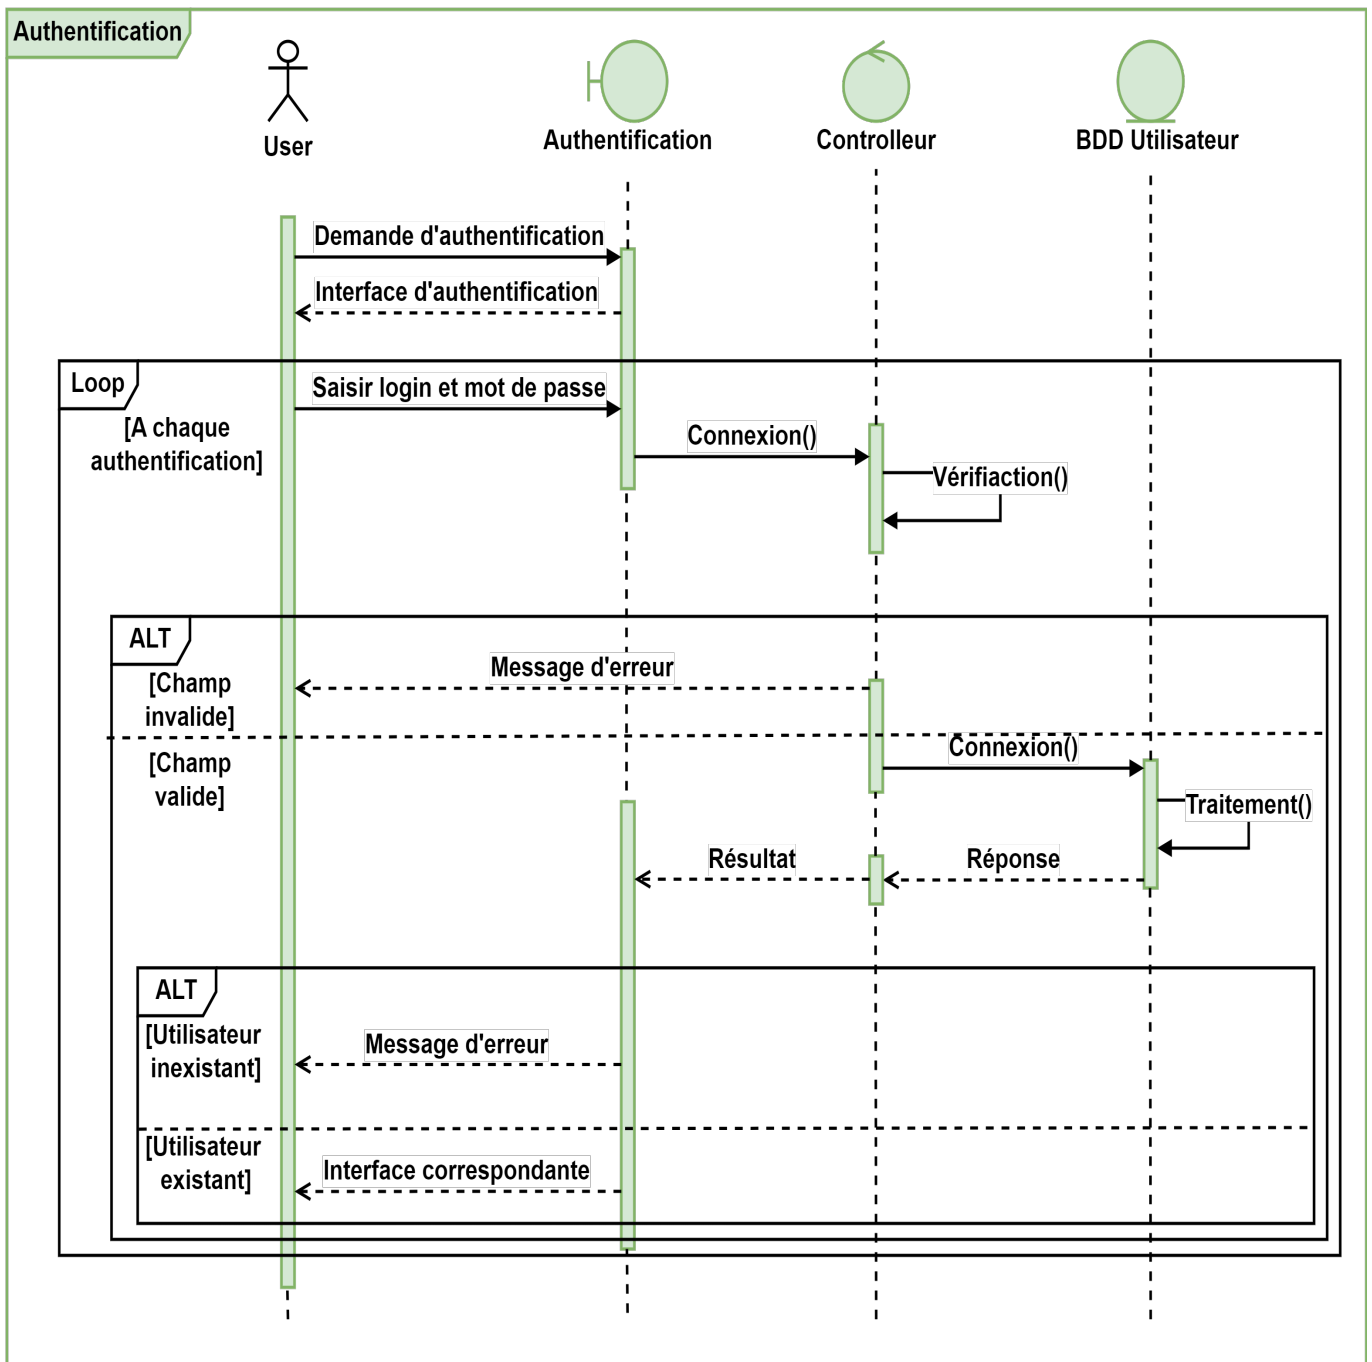 Authentification
User
Authentification
Controlleur
BDD Utilisateur
Demande d'authentification
Interface d'authentification
Loop
[A chaque
authentification]
Saisir login et mot de passe
Connexion()
Vérifiaction()
ALT
[Champ
invalide]
Message d'erreur
[Champ
valide]
Connexion()
Traitement()
Résultat
Réponse
ALT
[Utilisateur
inexistant]
Message d'erreur
[Utilisateur
existant]
Interface correspondante